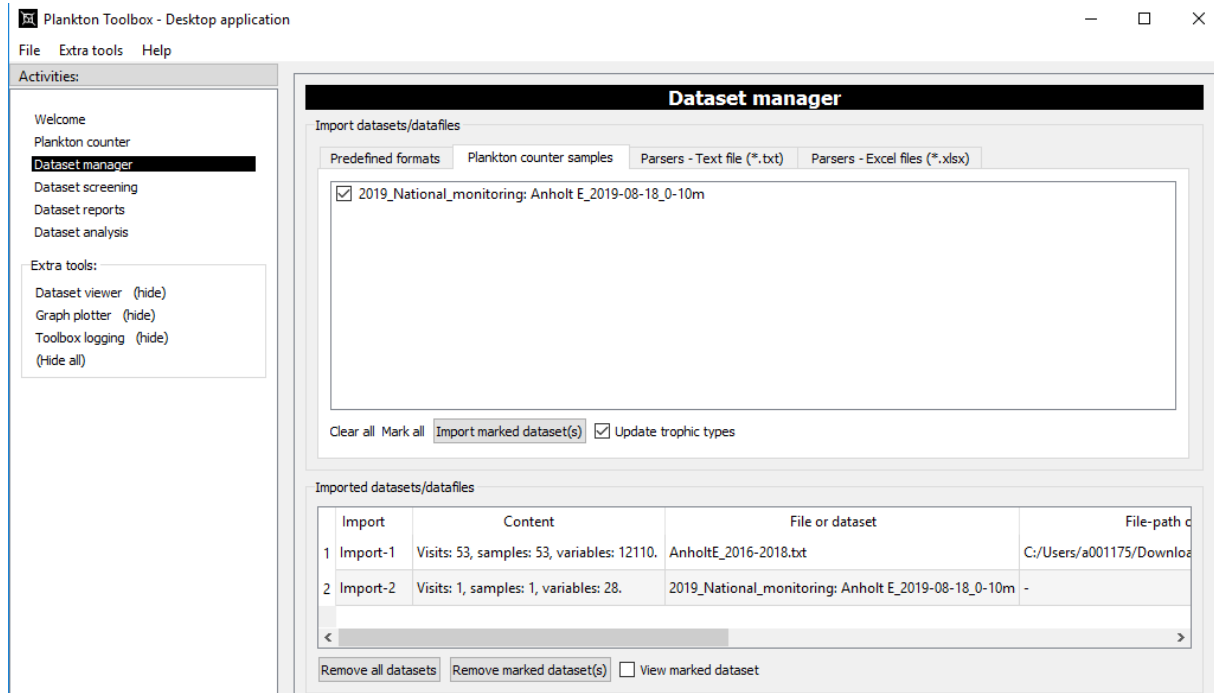 Plankton Toolbox - Desktop application
File Extra tools Help
Activities:
Welcome
Plankton counter
Dataset manager
Dataset screening
Dataset reports
Dataset analysis
Extra tools:
Dataset viewer (hide)
Graph plotter (hide)
Toolbox logging (hide)
(Hide all)
Dataset manager
Import datasets/datafiles
Predefined formats Plankton counter samples Parsers - Text file (*.txt) Parsers - Excel files (*.xlsx)
2019_National_monitoring: Anholt E_2019-08-18_0-10m
Clear all Mark all Import marked dataset(s) Update trophic types
Imported datasets/datafiles
Import Content File or dataset File-path
1 Import-1 Visits: 53, samples: 53, variables: 12110. AnholtE_2016-2018.txt C:/Users/a001175/Downloa
2 Import-2 Visits: 1, samples: 1, variables: 28. 2019_National_monitoring: Anholt E_2019-08-18_0-10m -
Remove all datasets Remove marked dataset(s) View marked dataset